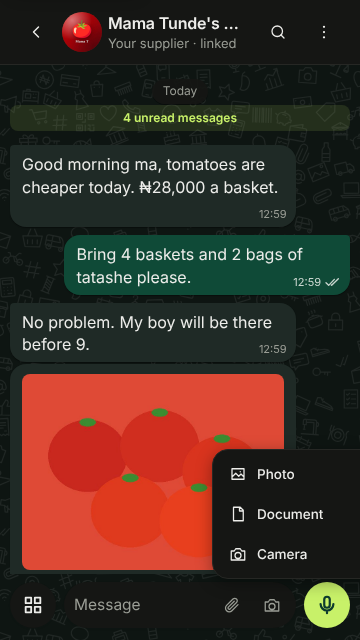 Mama Tunde's ...
Your supplier · linked
Today
4 unread messages
Good morning ma, tomatoes are
cheaper today. ₦28,000 a basket.
12:59
Bring 4 baskets and 2 bags of
tatashe please.
12:59
No problem. My boy will be there
before 9.
12:59
Photo
Document
Camera
Message